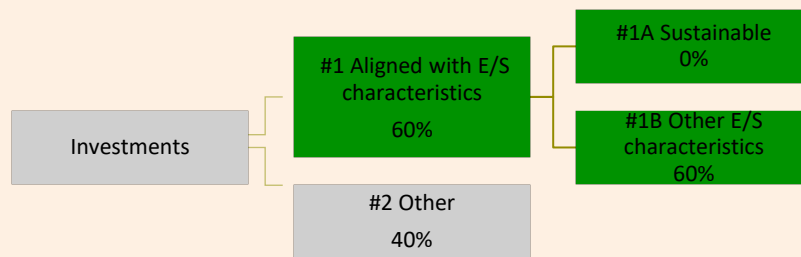 Investments
#1 Aligned with E/S
characteristics
60%
#2 Other
40%
#1A Sustainable
0%
#1B Other E/S
characteristics
60%